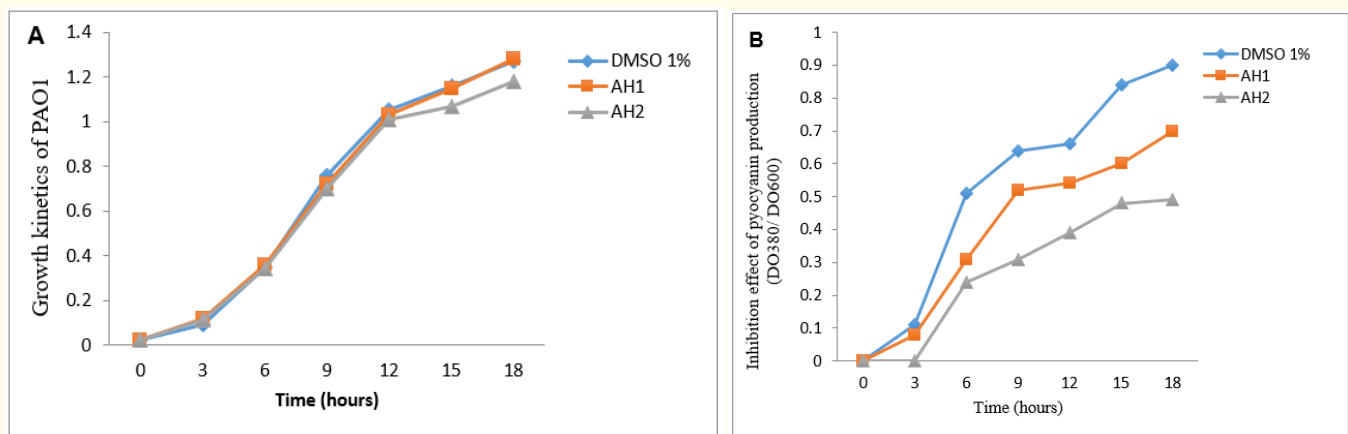 A
Growth kinetics of PAO1
1.4
1.2
1
0.8
0.6
0.4
0.2
0
0 3 6 9 12 15 18
Time (hours)
DMSO 1%
AH1
AH2
B
Inhibition effect of pyocyanin production
(DO380/ DO600)
1
0.9
0.8
0.7
0.6
0.5
0.4
0.3
0.2
0.1
0
0 3 6 9 12 15 18
Time (hours)
DMSO 1%
AH1
AH2